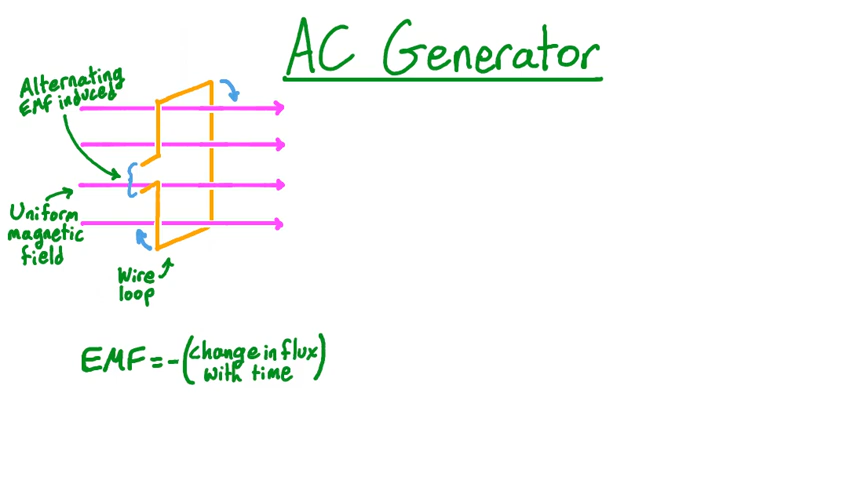 AC Generator
Alternating
EMF induced
Uniform
magnetic
field
Wire
loop
EMF = - (change in flux
with time)